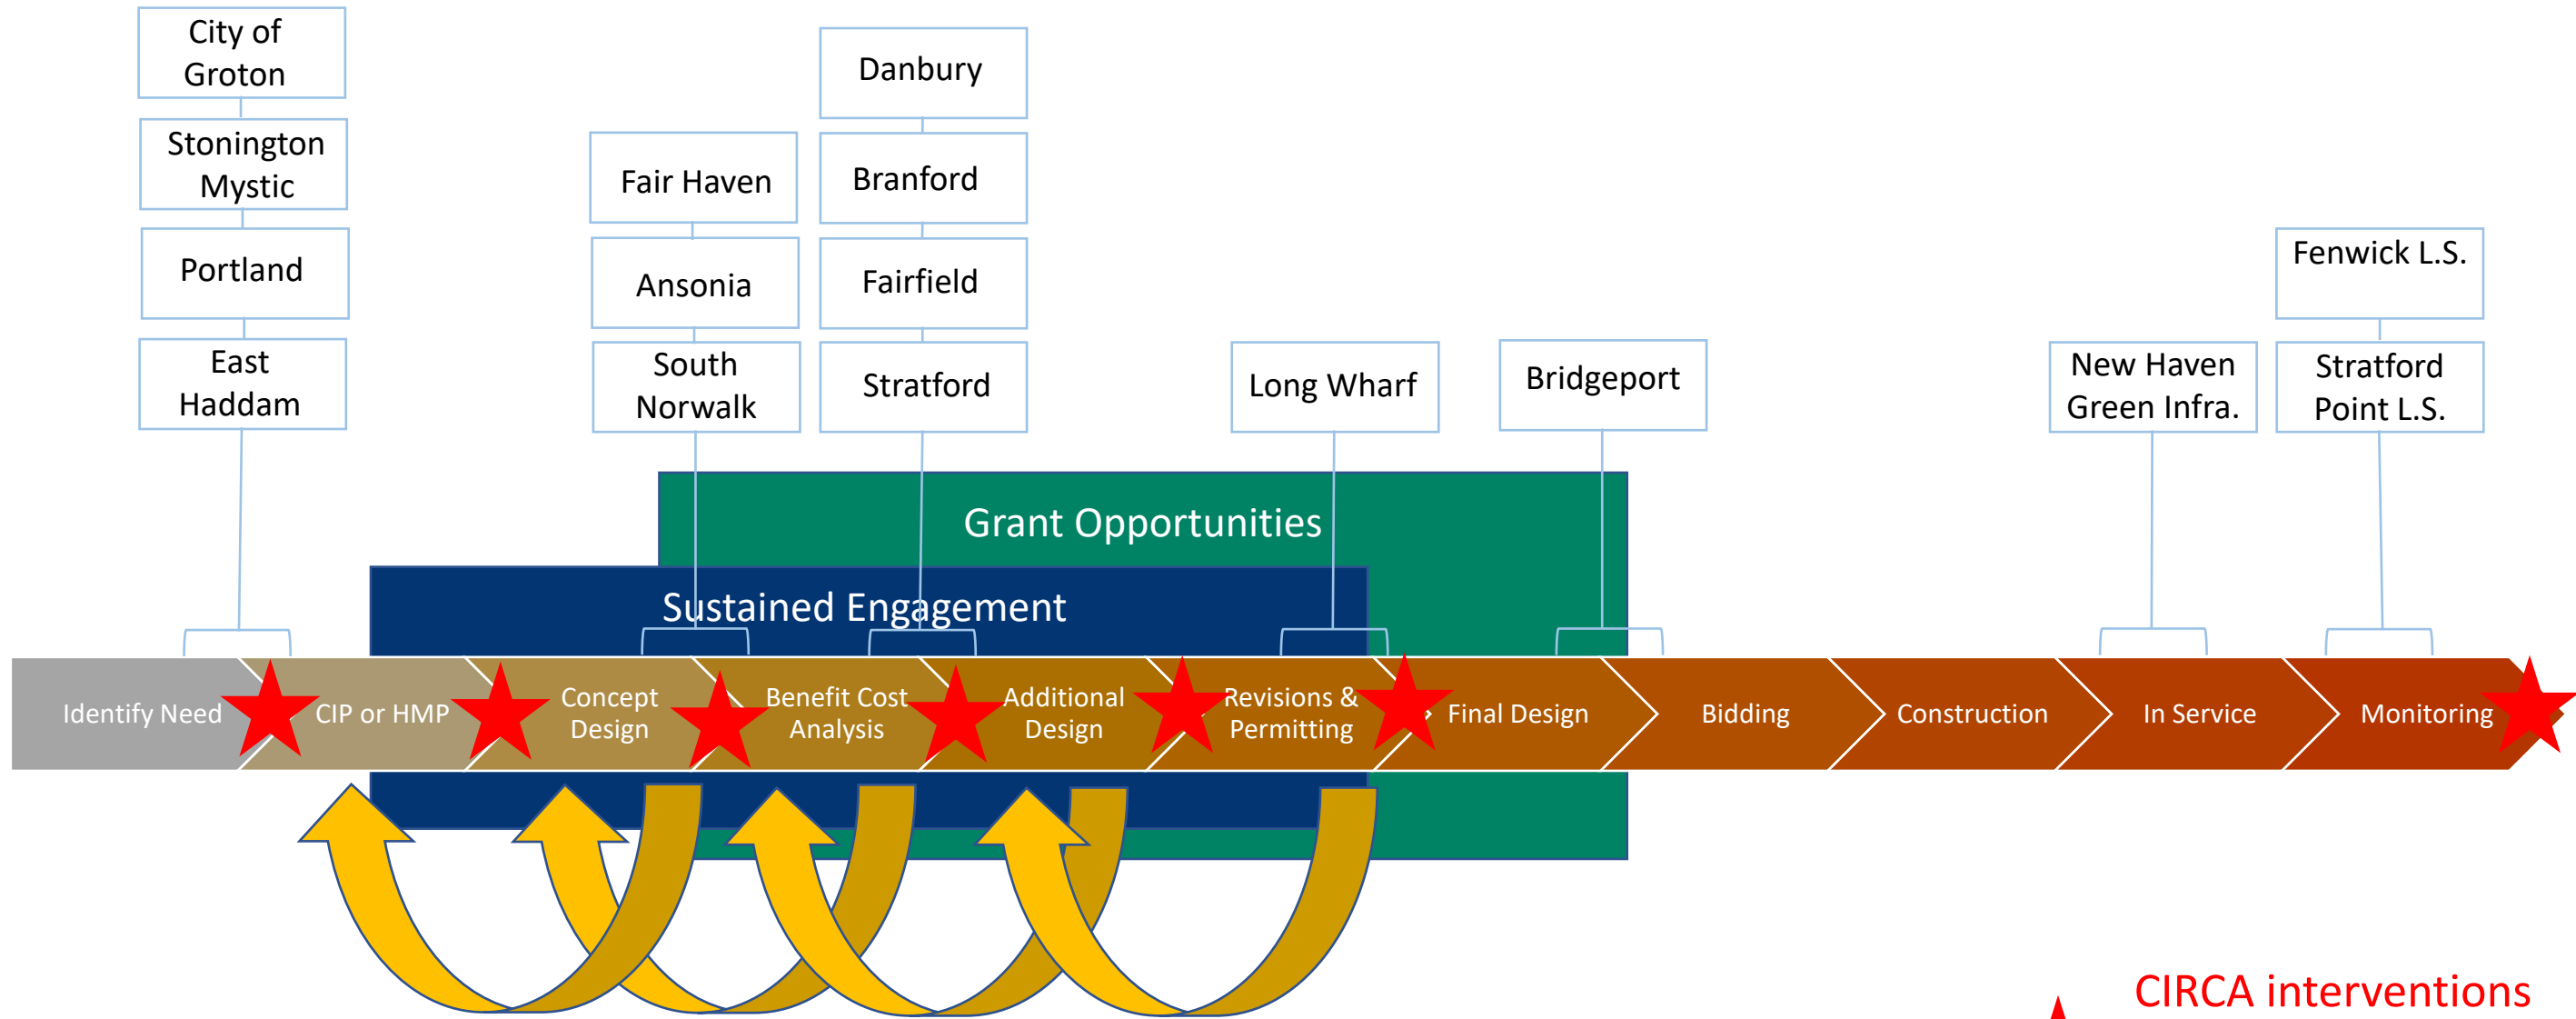 City of
Groton
Stonington
Mystic
Portland
East
Haddam
Fair Haven
Ansonia
South
Norwalk
Danbury
Branford
Fairfield
Stratford
Long Wharf
Bridgeport
New Haven
Green Infra.
Fenwick L.S.
Stratford
Point L.S.
Grant Opportunities
Sustained Engagement
Identify Need
CIP or HMP
Concept
Design
Benefit Cost
Analysis
Additional
Design
Revisions &
Permitting
Final Design
Bidding
Construction
In Service
Monitoring
CIRCA interventions